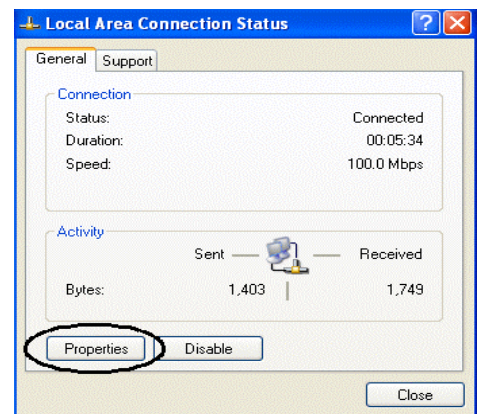 Local Area Connection Status
General Support
Connection
Status: Connected
Duration: 00:05:34
Speed: 100.0 Mbps
Activity
Sent Received
Bytes: 1,403 1,749
Properties Disable
Close